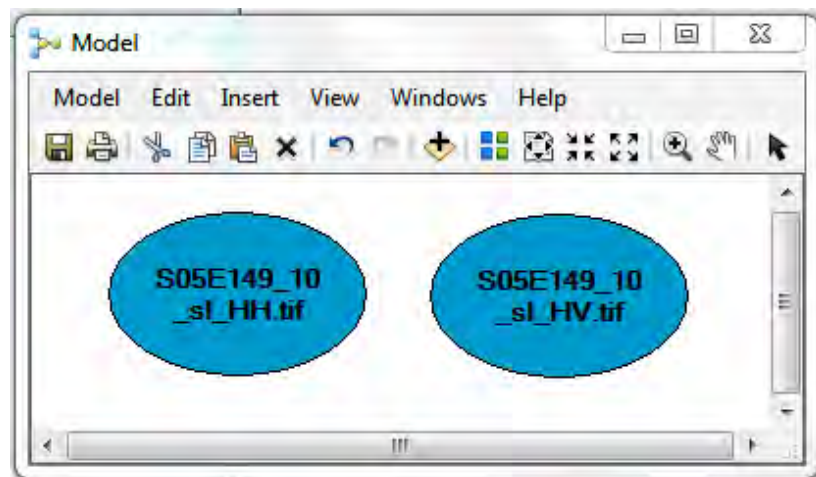 Model
Model Edit Insert View Windows Help
S05E149_10
_sl_HH.tif
S05E149_10
_sl_HV.tif